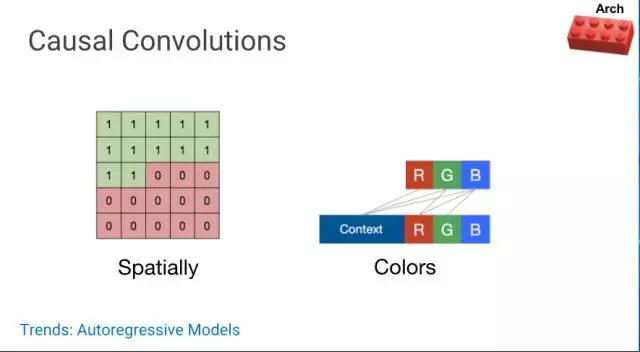 Arch
Causal Convolutions
1 1 1 1 1
1 1 1 1 1
1 1 0 0 0
0 0 0 0 0
0 0 0 0 0
R G B
Context R G B
Spatially
Colors
Trends: Autoregressive Models